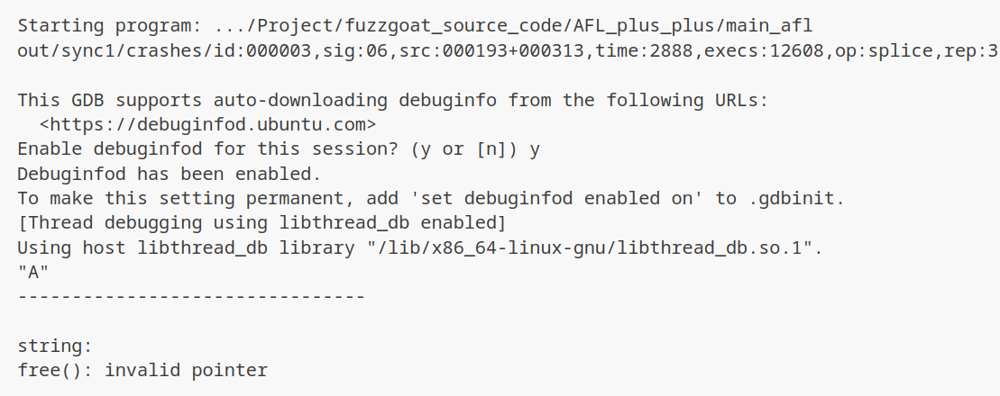 Starting program: .../Project/fuzzgoat_source_code/AFL_plus_plus/main_afl
out/sync1/crashes/id:000003,sig:06,src:000193+000313,time:2888,execs:12608,op:splice,rep:3
This GDB supports auto-downloading debuginfo from the following URLs:
<https://debuginfod.ubuntu.com>
Enable debuginfod for this session? (y or [n]) y
Debuginfod has been enabled.
To make this setting permanent, add 'set debuginfod enabled on' to .gdbinit.
[Thread debugging using libthread_db enabled]
Using host libthread_db library "/lib/x86_64-linux-gnu/libthread_db.so.1".
"A"
--------------------------------
string:
free(): invalid pointer